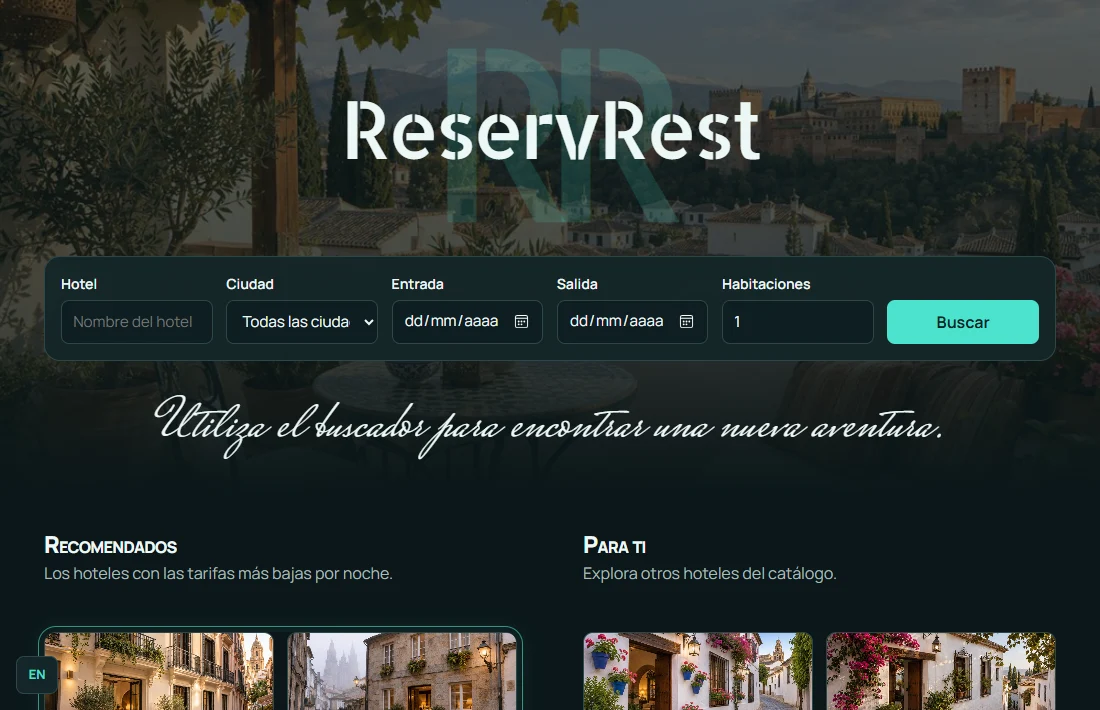 RR
ReservRest
Hotel Ciudad Entrada Salida Habitaciones
Nombre del hotel Todas las ciuda dd/mm/aaaa dd/mm/aaaa 1 Buscar
Utiliza el buscador para encontrar una nueva aventura.
Recomendados
Los hoteles con las tarifas más bajas por noche.
Para ti
Explora otros hoteles del catálogo.
EN